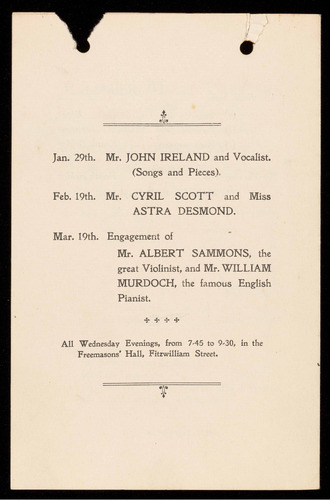 Jan. 29th. Mr. JOHN IRELAND and Vocalist.
(Songs and Pieces).
Feb. 19th. Mr. CYRIL SCOTT and Miss
ASTRA DESMOND.
Mar. 19th. Engagement of
Mr. ALBERT SAMMONS, the
great Violinist, and Mr. WILLIAM
MURDOCH, the famous English
Pianist.
All Wednesday Evenings, from 7-45 to 9-30, in the
Freemasons' Hall, Fitzwilliam Street.